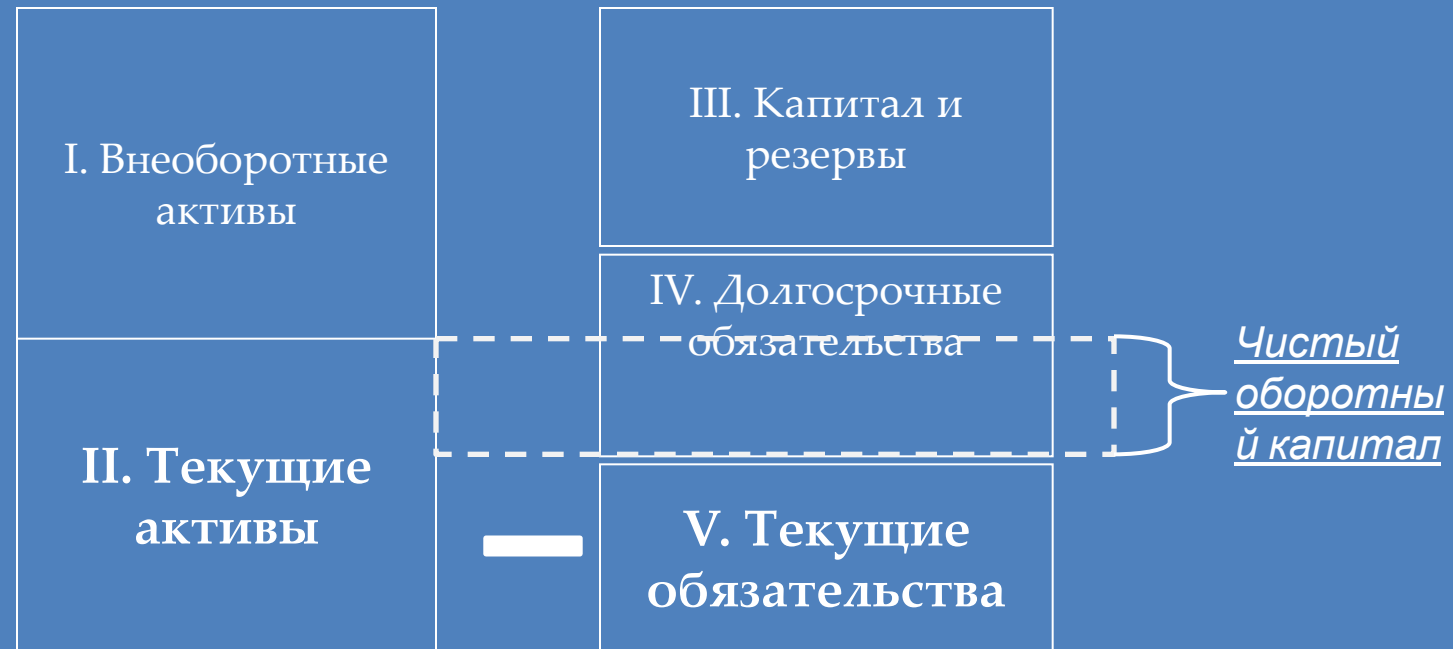 I. Внеоборотные
активы
II. Текущие
активы
III. Капитал и
резервы
IV. Долгосрочные
обязательства
V. Текущие
обязательства
Чистый
оборотны
й капитал